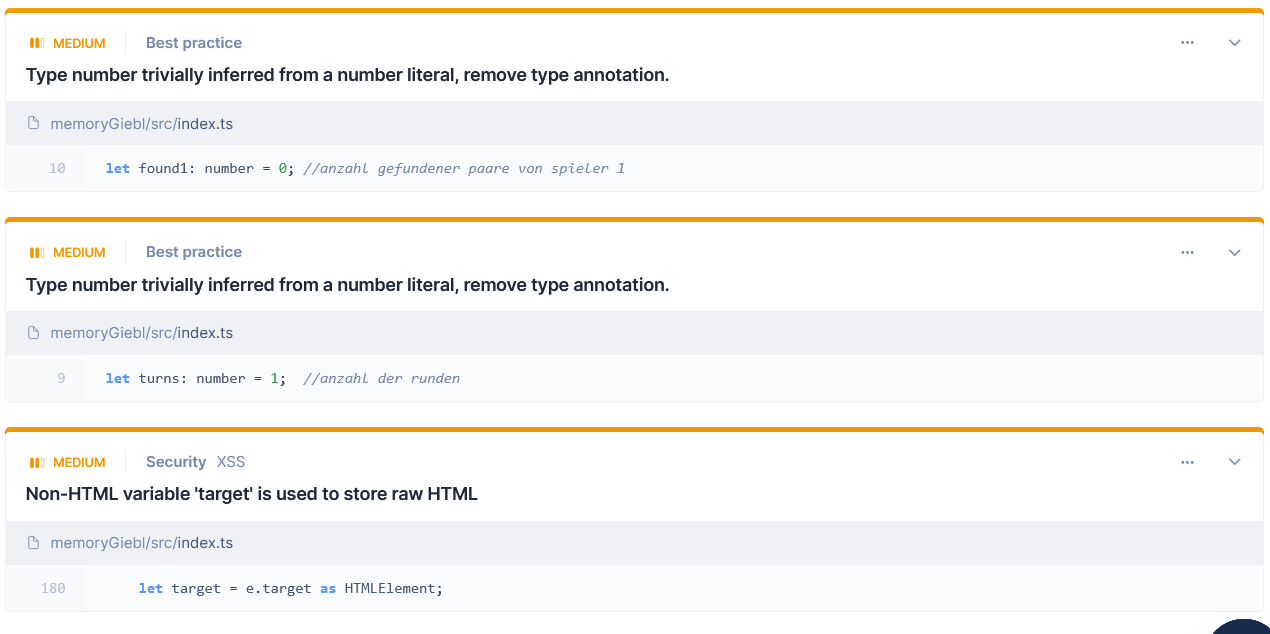 MEDIUM Best practice
Type number trivially inferred from a number literal, remove type annotation.
memoryGiebl/src/index.ts
10 let found1: number = 0; //anzahl gefundener paare von spieler 1
MEDIUM Best practice
Type number trivially inferred from a number literal, remove type annotation.
memoryGiebl/src/index.ts
9 let turns: number = 1;  //anzahl der runden
MEDIUM Security XSS
Non-HTML variable 'target' is used to store raw HTML
memoryGiebl/src/index.ts
180 let target = e.target as HTMLElement;